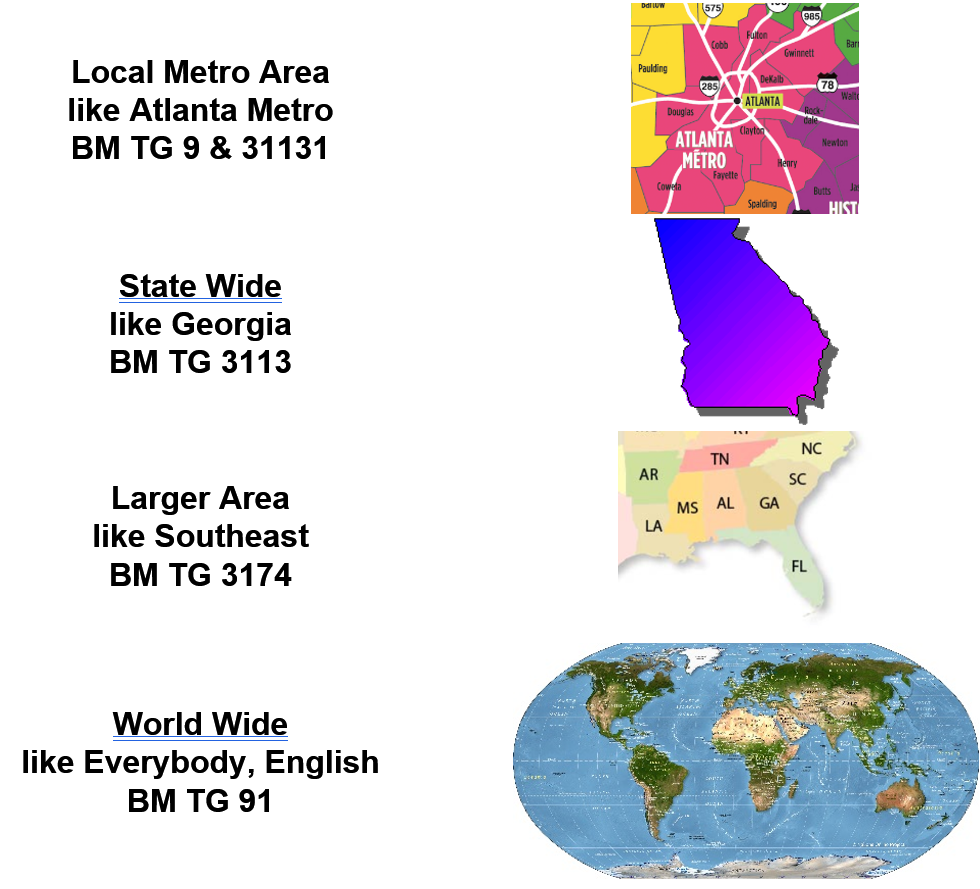 Local Metro Area
like Atlanta Metro
BM TG 9 & 31131
575
985
Cobb
Fulton
Gwinnett
Paulding
285
DeKalb
78
ATLANTA
Douglas
Rock-
dale
Clayton
ATLANTA
MÉTRO
Newton
Henry
Fayette
Coweta
Butts
Spalding
HIST
State Wide
like Georgia
BM TG 3113
NC
TN
AR
SC
MS
AL
GA
LA
FL
Larger Area
like Southeast
BM TG 3174
World Wide
like Everybody, English
BM TG 91